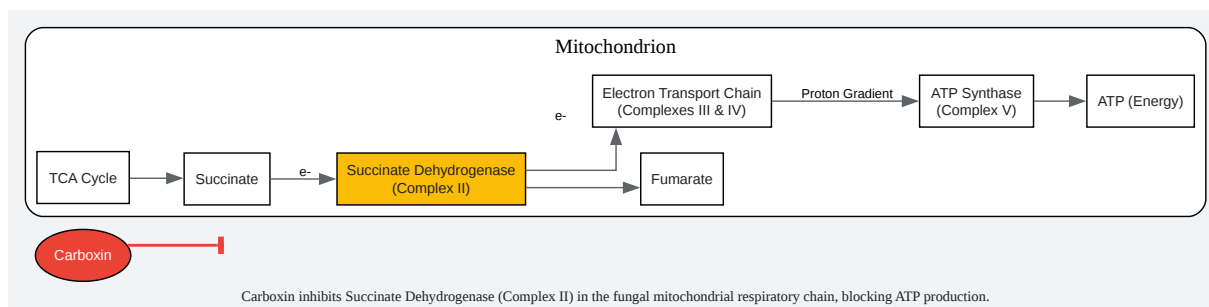 Mitochondrion
Electron Transport Chain
(Complexes III & IV)
Proton Gradient
ATP Synthase
(Complex V)
ATP (Energy)
e-
TCA Cycle
Succinate
e-
Succinate Dehydrogenase
(Complex II)
Fumarate
Carboxin
Carboxin inhibits Succinate Dehydrogenase (Complex II) in the fungal mitochondrial respiratory chain, blocking ATP production.